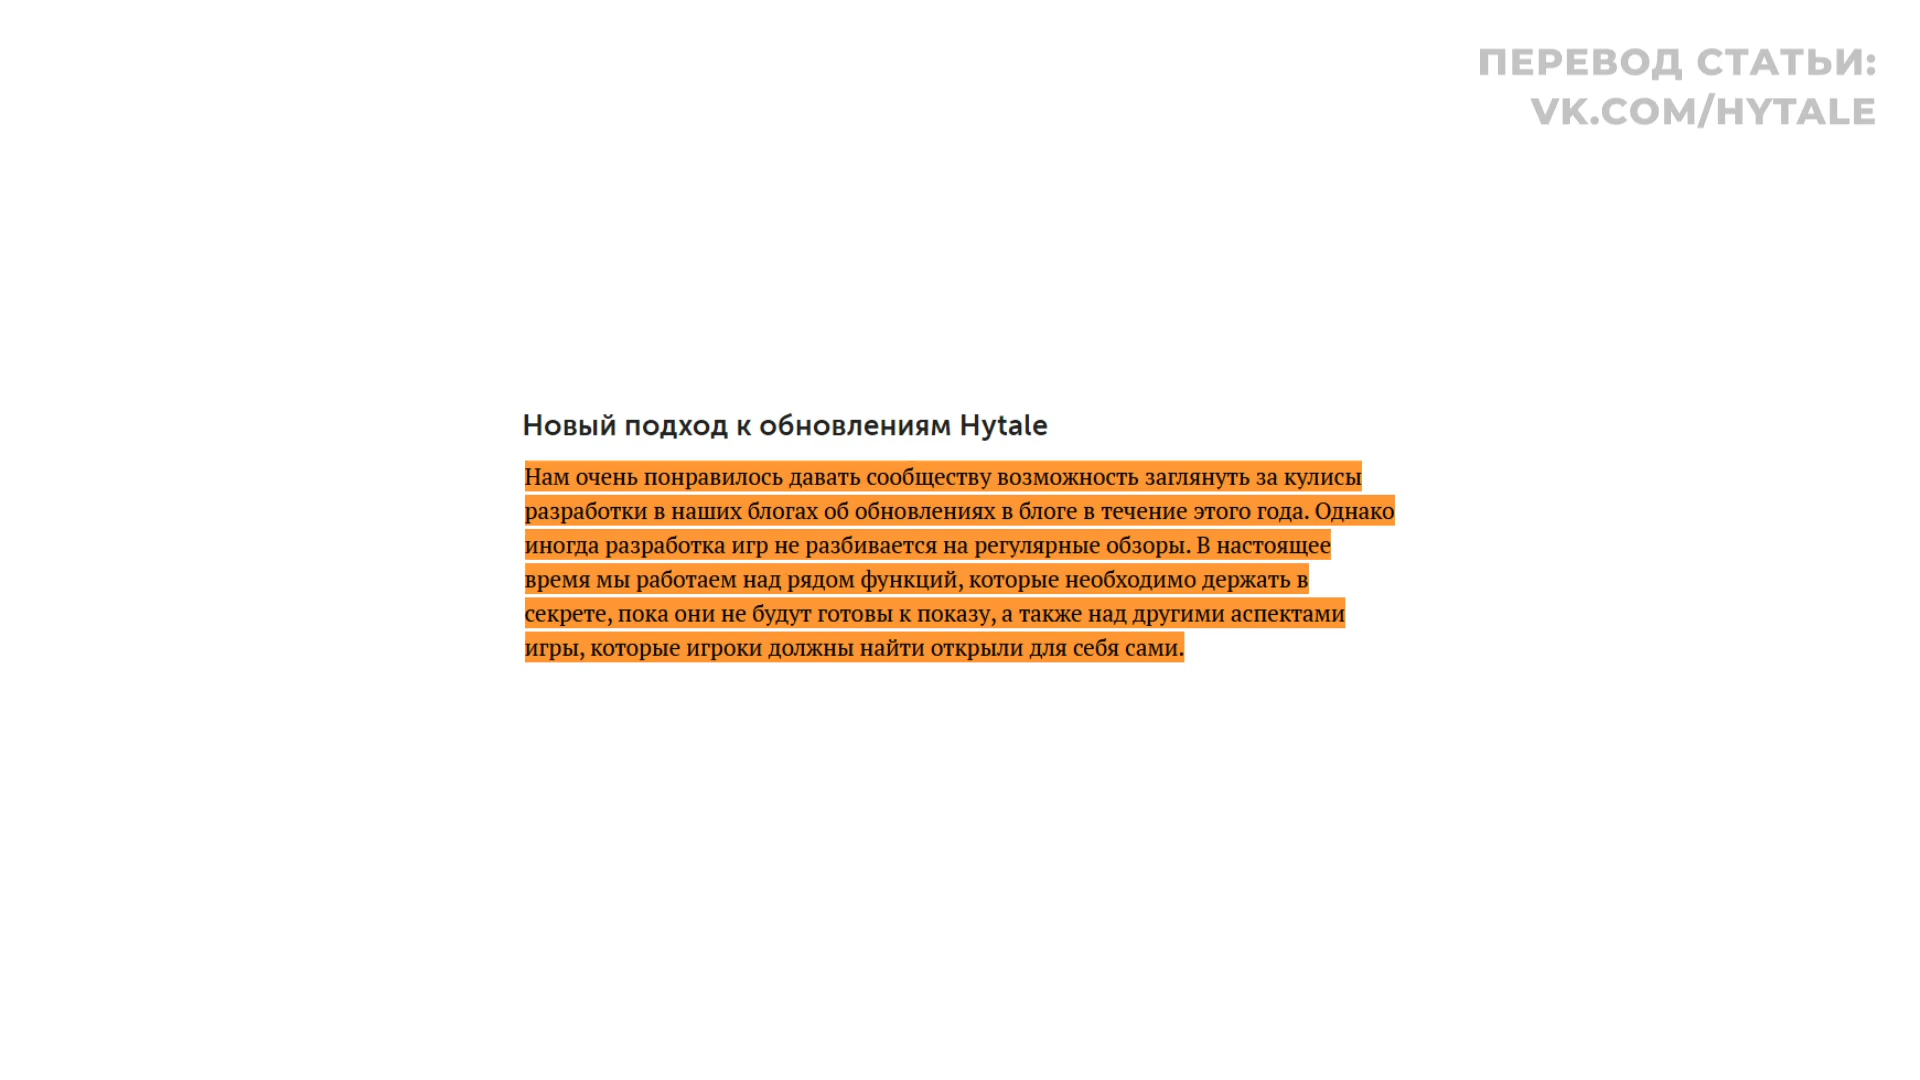 ПЕРЕВОД СТАТЬИ:
VK.COM/HYTALE
Новый подход к обновлениям Hytale
Нам очень понравилось давать сообществу возможность заглянуть за кулисы
разработки в наших блогах об обновлениях в блоге в течение этого года. Однако
иногда разработка игр не разбивается на регулярные обзоры. В настоящее
время мы работаем над рядом функций, которые необходимо держать в
секрете, пока они не будут готовы к показу, а также над другими аспектами
игры, которые игроки должны найти открыли для себя сами.